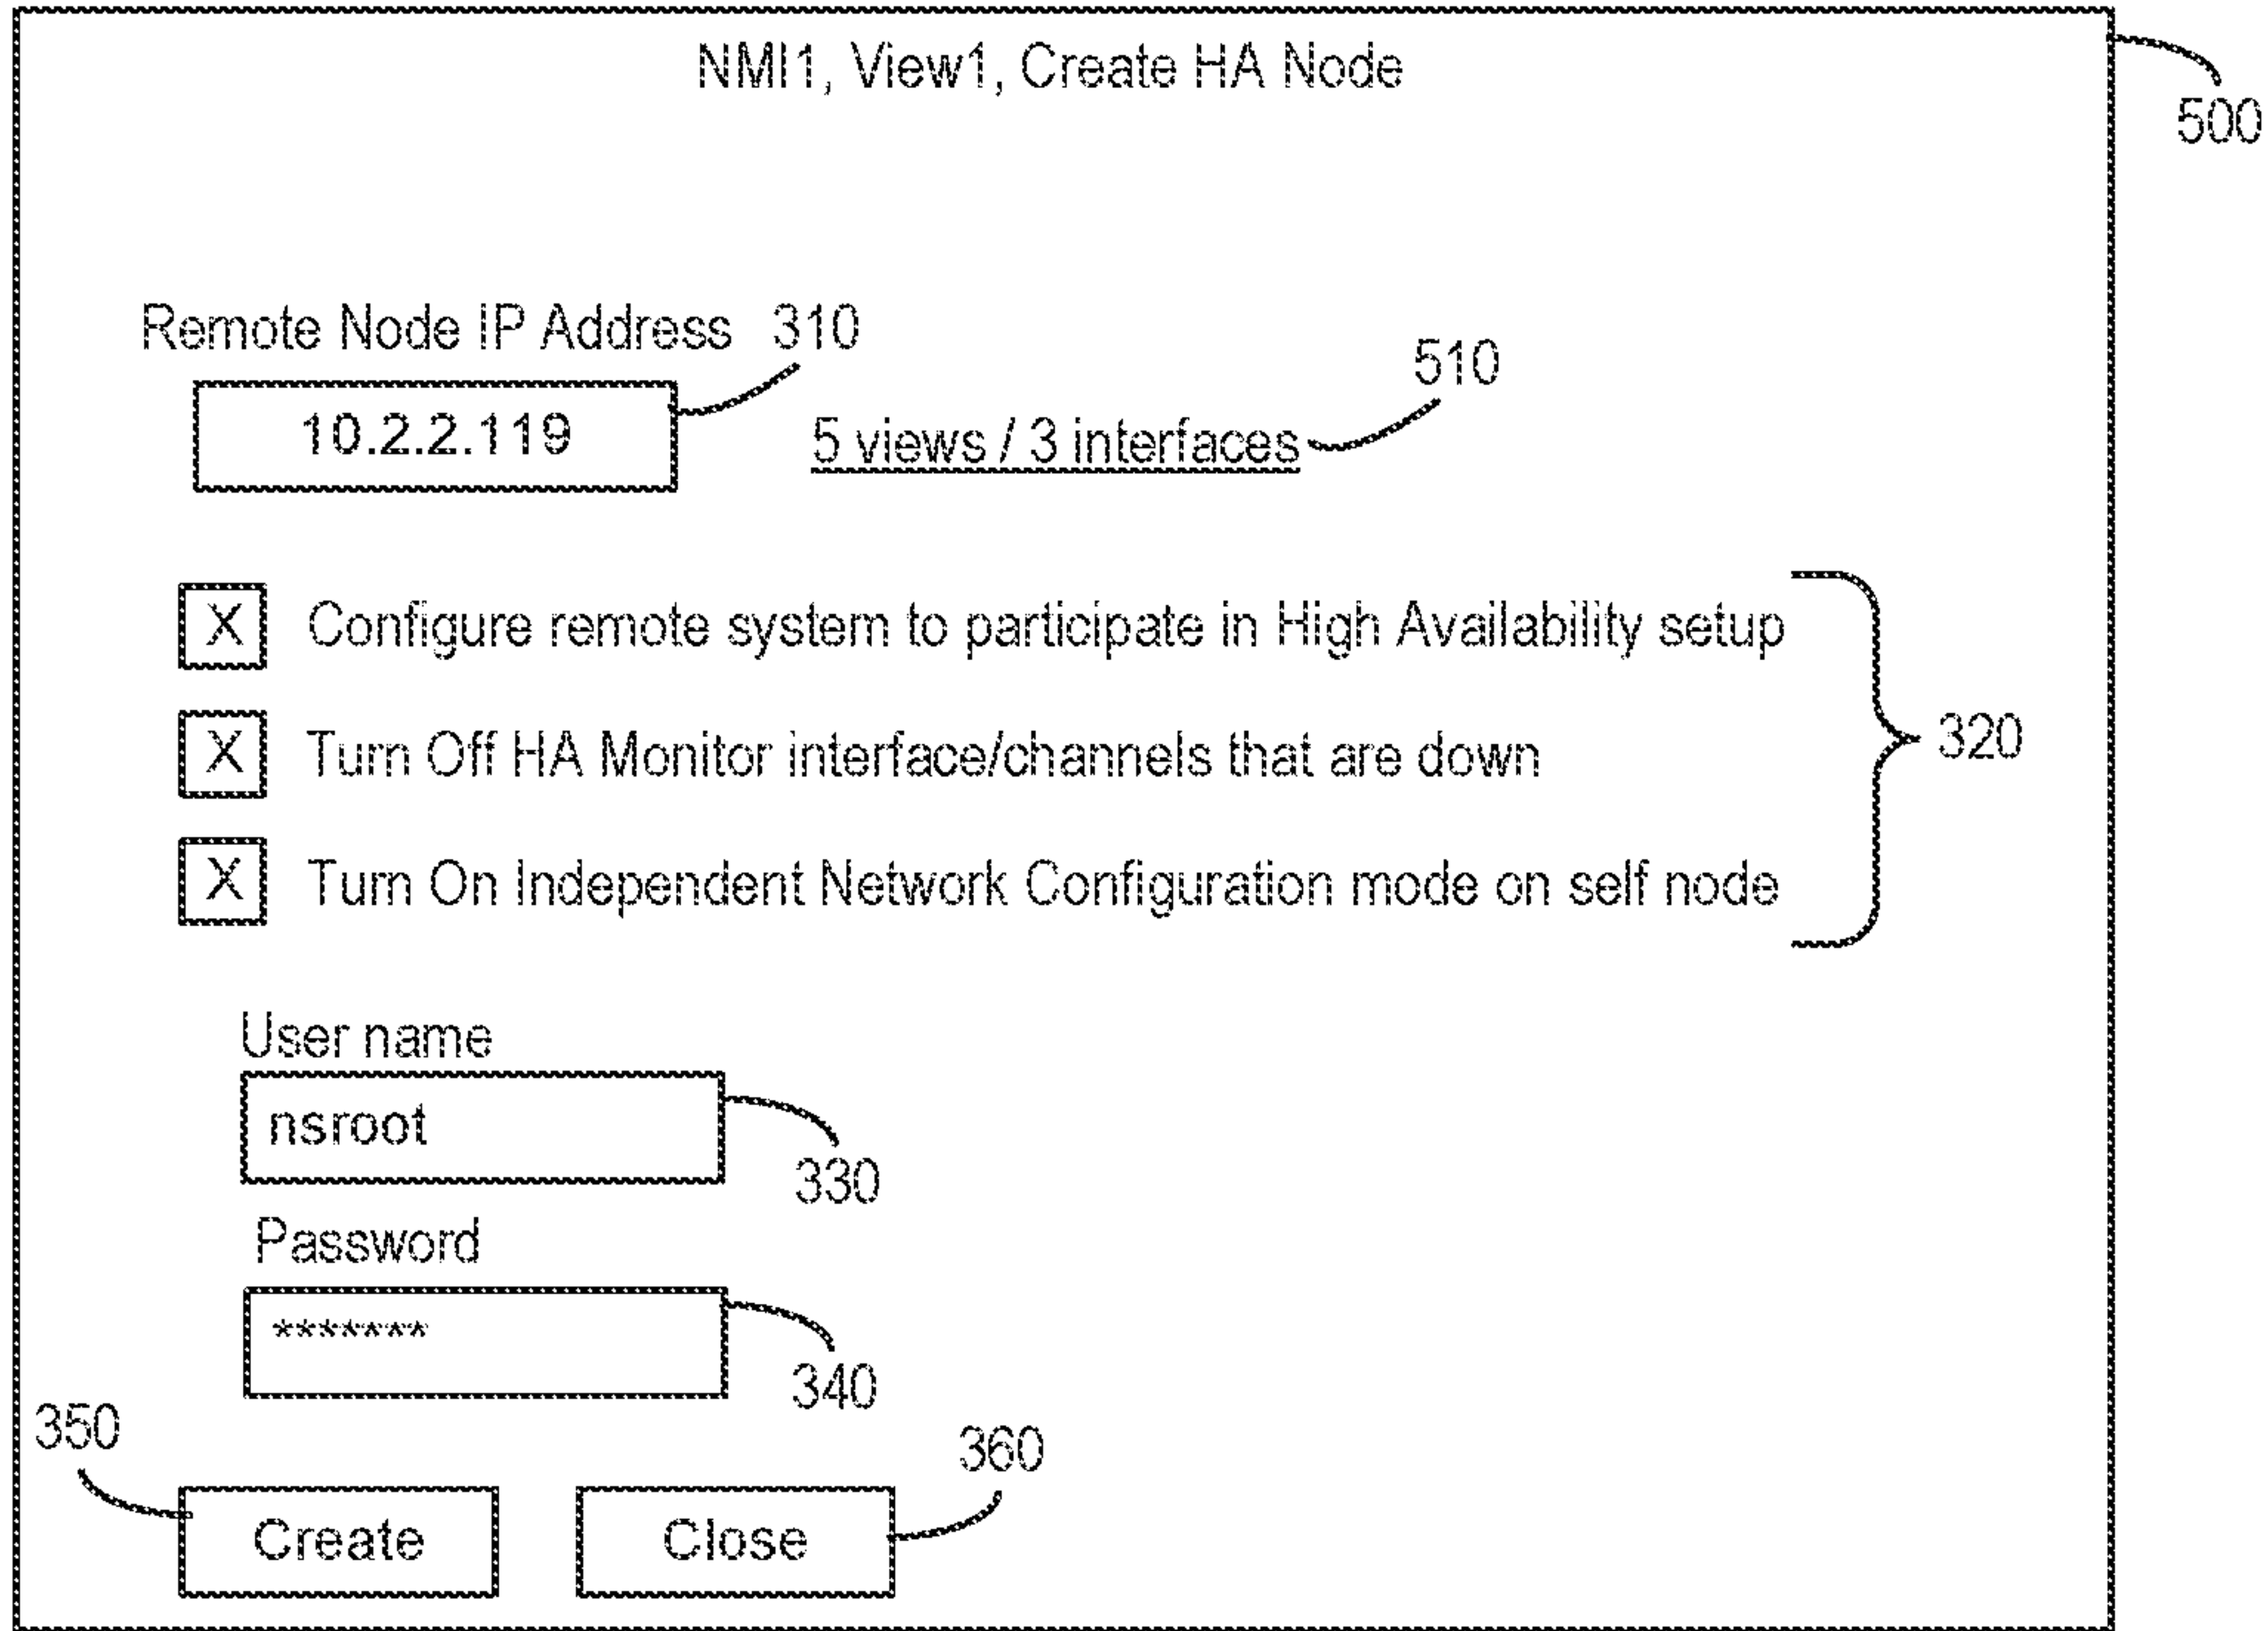 NMI1, View1, Create HA Node
500
Remote Node IP Address 310
510
10.2.2.119
5 views / 3 interfaces
X Configure remote system to participate in High Availability setup
X Turn Off HA Monitor interface/channels that are down
320
X Turn On Independent Network Configuration mode on self node
User name
nsroot
330
Password
*******
340
350
360
Create
Close